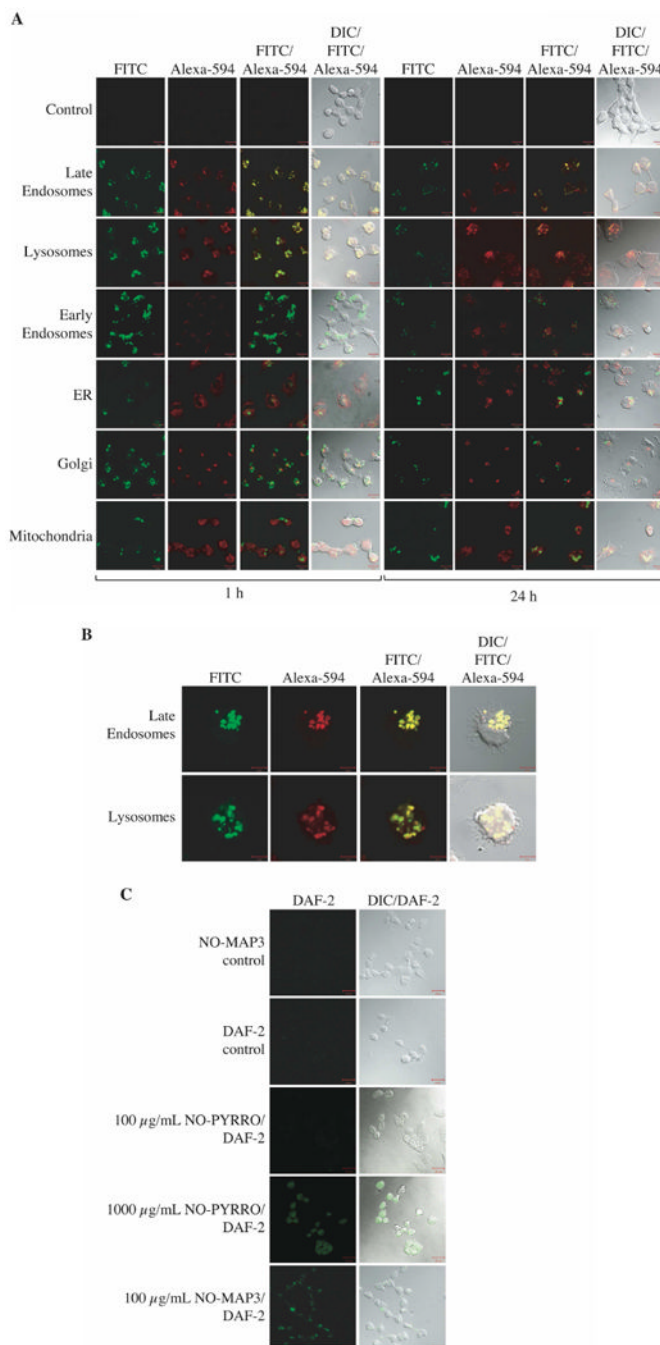 A
FITC
Alexa-594
FITC/
Alexa-594
DIC/
FITC/
Alexa-594
FITC
Alexa-594
FITC/
Alexa-594
DIC/
FITC/
Alexa-594
Control
Late
Endosomes
Lysosomes
Early
Endosomes
ER
Golgi
Mitochondria
1 h
24 h
B
FITC
Alexa-594
FITC/
Alexa-594
DIC/
FITC/
Alexa-594
Late
Endosomes
Lysosomes
C
DAF-2
DIC/DAF-2
NO-MAP3
control
DAF-2
control
100 µg/mL NO-PYRRO/
DAF-2
1000 µg/mL NO-PYRRO/
DAF-2
100 µg/mL NO-MAP3/
DAF-2